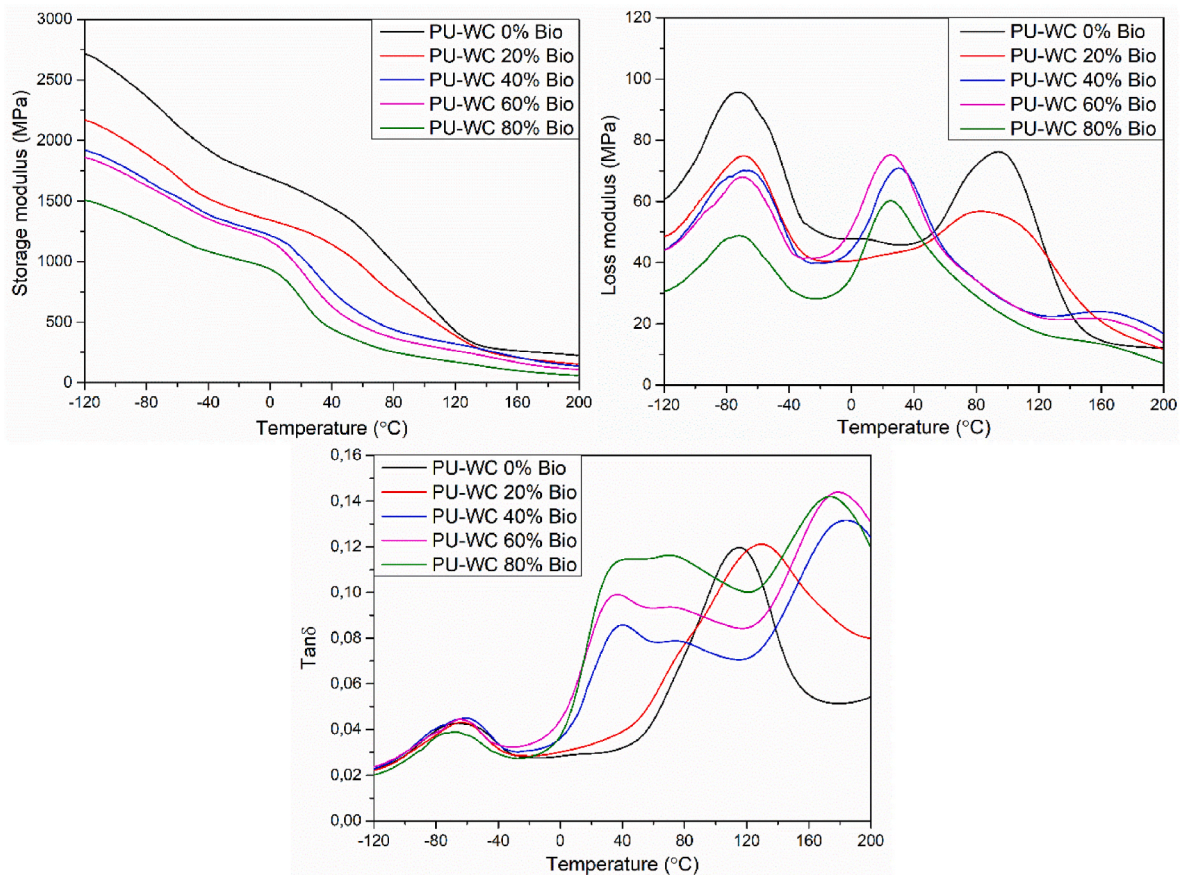 3000
2500
2000
1500
1000
500
0
Storage modulus (MPa)
PU-WC 0% Bio
PU-WC 20% Bio
PU-WC 40% Bio
PU-WC 60% Bio
PU-WC 80% Bio
-120 -80 -40 0 40 80 120 160 200
Temperature (°C)
120
100
80
60
40
20
0
Loss modulus (MPa)
PU-WC 0% Bio
PU-WC 20% Bio
PU-WC 40% Bio
PU-WC 60% Bio
PU-WC 80% Bio
-120 -80 -40 0 40 80 120 160 200
Temperature (°C)
0,16
0,14
0,12
0,10
0,08
0,06
0,04
0,02
0,00
Tanδ
PU-WC 0% Bio
PU-WC 20% Bio
PU-WC 40% Bio
PU-WC 60% Bio
PU-WC 80% Bio
-120 -80 -40 0 40 80 120 160 200
Temperature (°C)